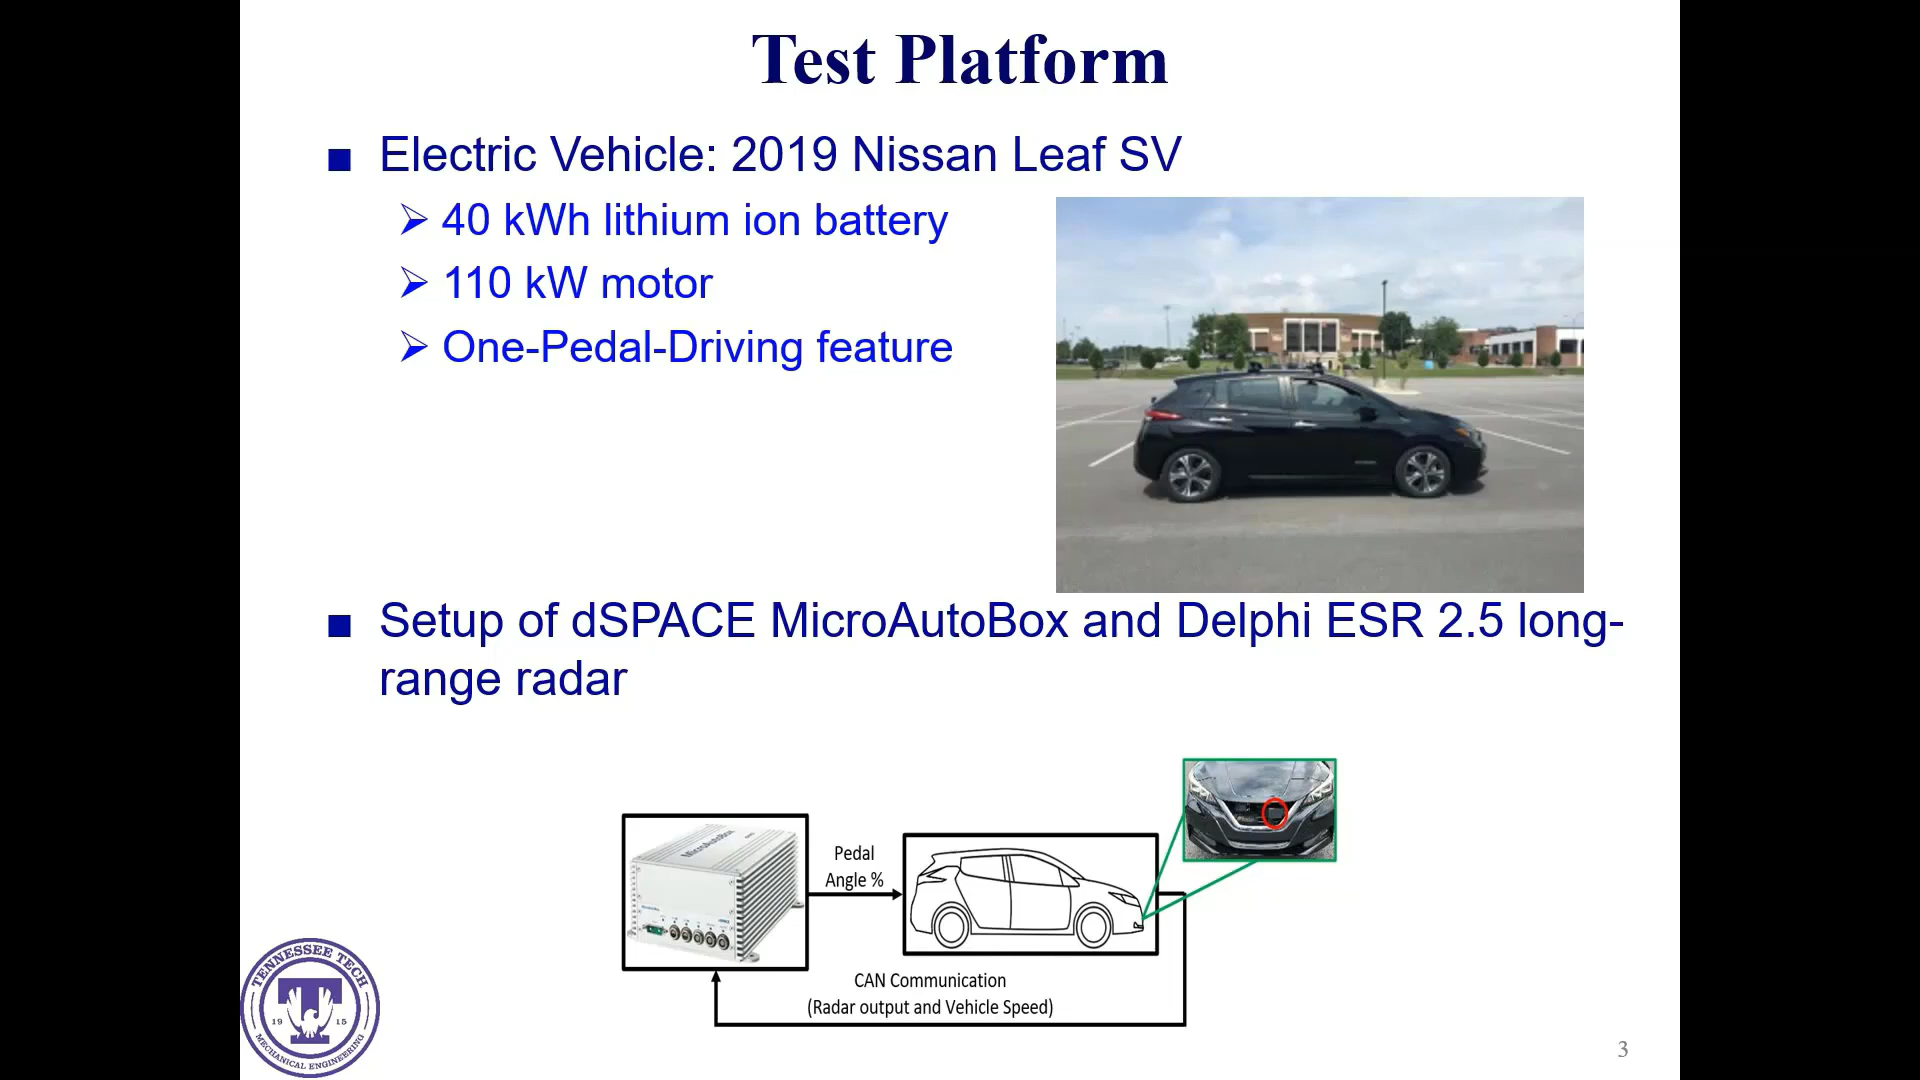 Test Platform
Electric Vehicle: 2019 Nissan Leaf SV
40 kWh lithium ion battery
110 kW motor
One-Pedal-Driving feature
Setup of dSPACE MicroAutoBox and Delphi ESR 2.5 long-
range radar
MicroAutoBox
Pedal
Angle %
CAN Communication
(Radar output and Vehicle Speed)
TENNESSEE TECH
1915
MECHANICAL ENGINEERING
3